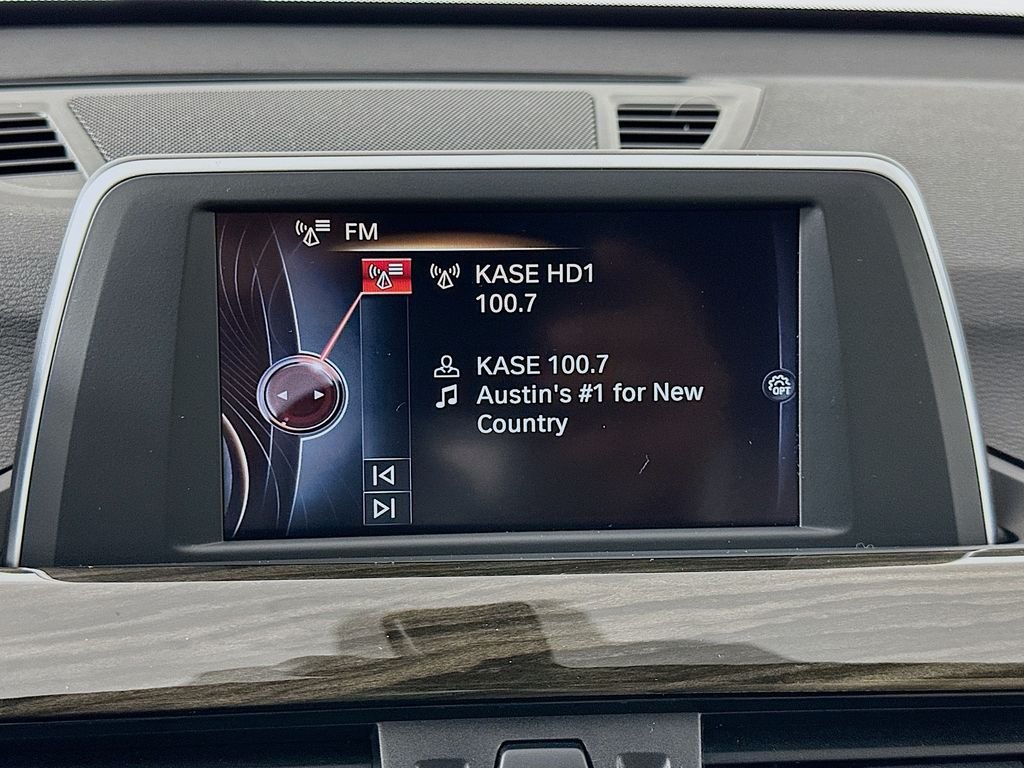 FM
KASE HD1
100.7
KASE 100.7
Austin's #1 for New
Country
OPT